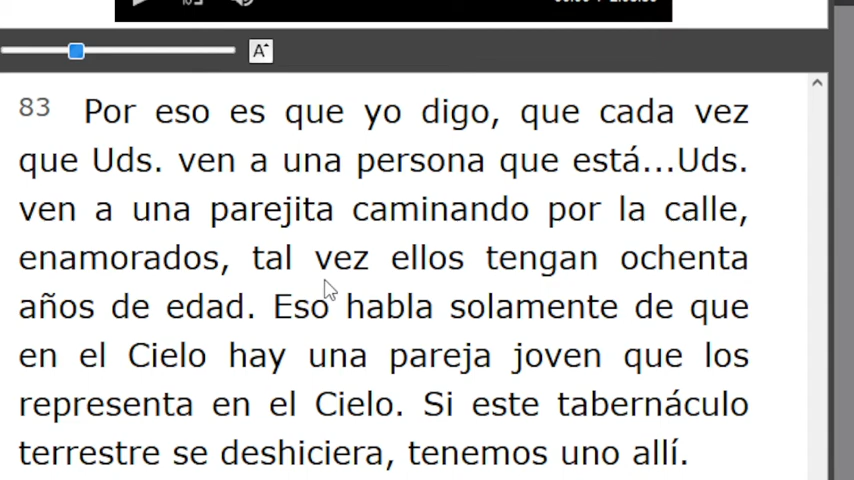 A
83 Por eso es que yo digo, que cada vez
que Uds. ven a una persona que está...Uds.
ven a una parejita caminando por la calle,
enamorados, tal vez ellos tengan ochenta
años de edad. Eso habla solamente de que
en el Cielo hay una pareja joven que los
representa en el Cielo. Si este tabernáculo
terrestre se deshiciera, tenemos uno allí.